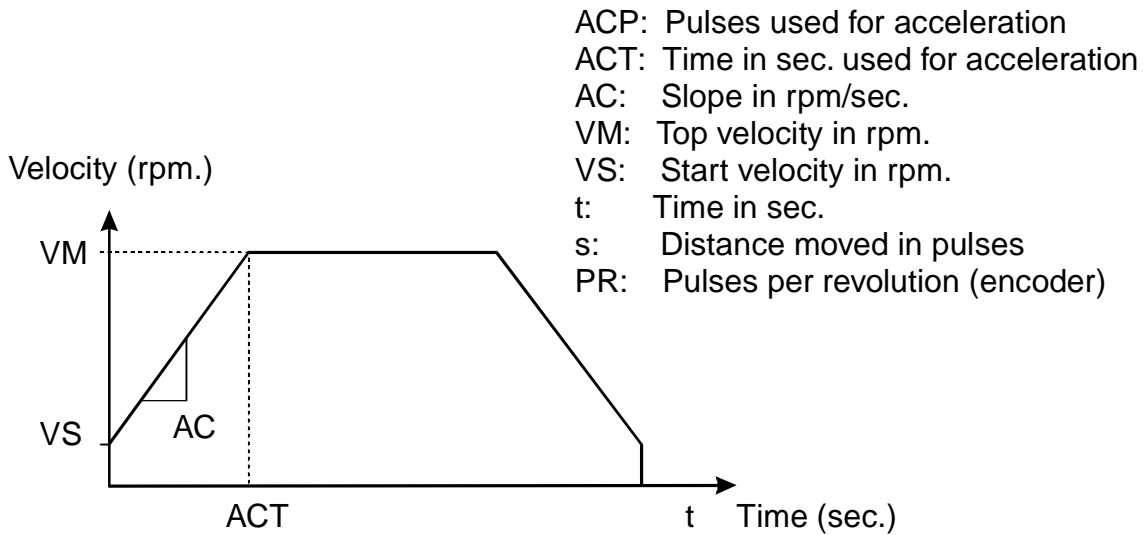 ACP: Pulses used for acceleration
ACT: Time in sec. used for acceleration
AC: Slope in rpm/sec.
VM: Top velocity in rpm.
VS: Start velocity in rpm.
t: Time in sec.
s: Distance moved in pulses
PR: Pulses per revolution (encoder)
Velocity (rpm.)
VM
VS
AC
ACT
t Time (sec.)